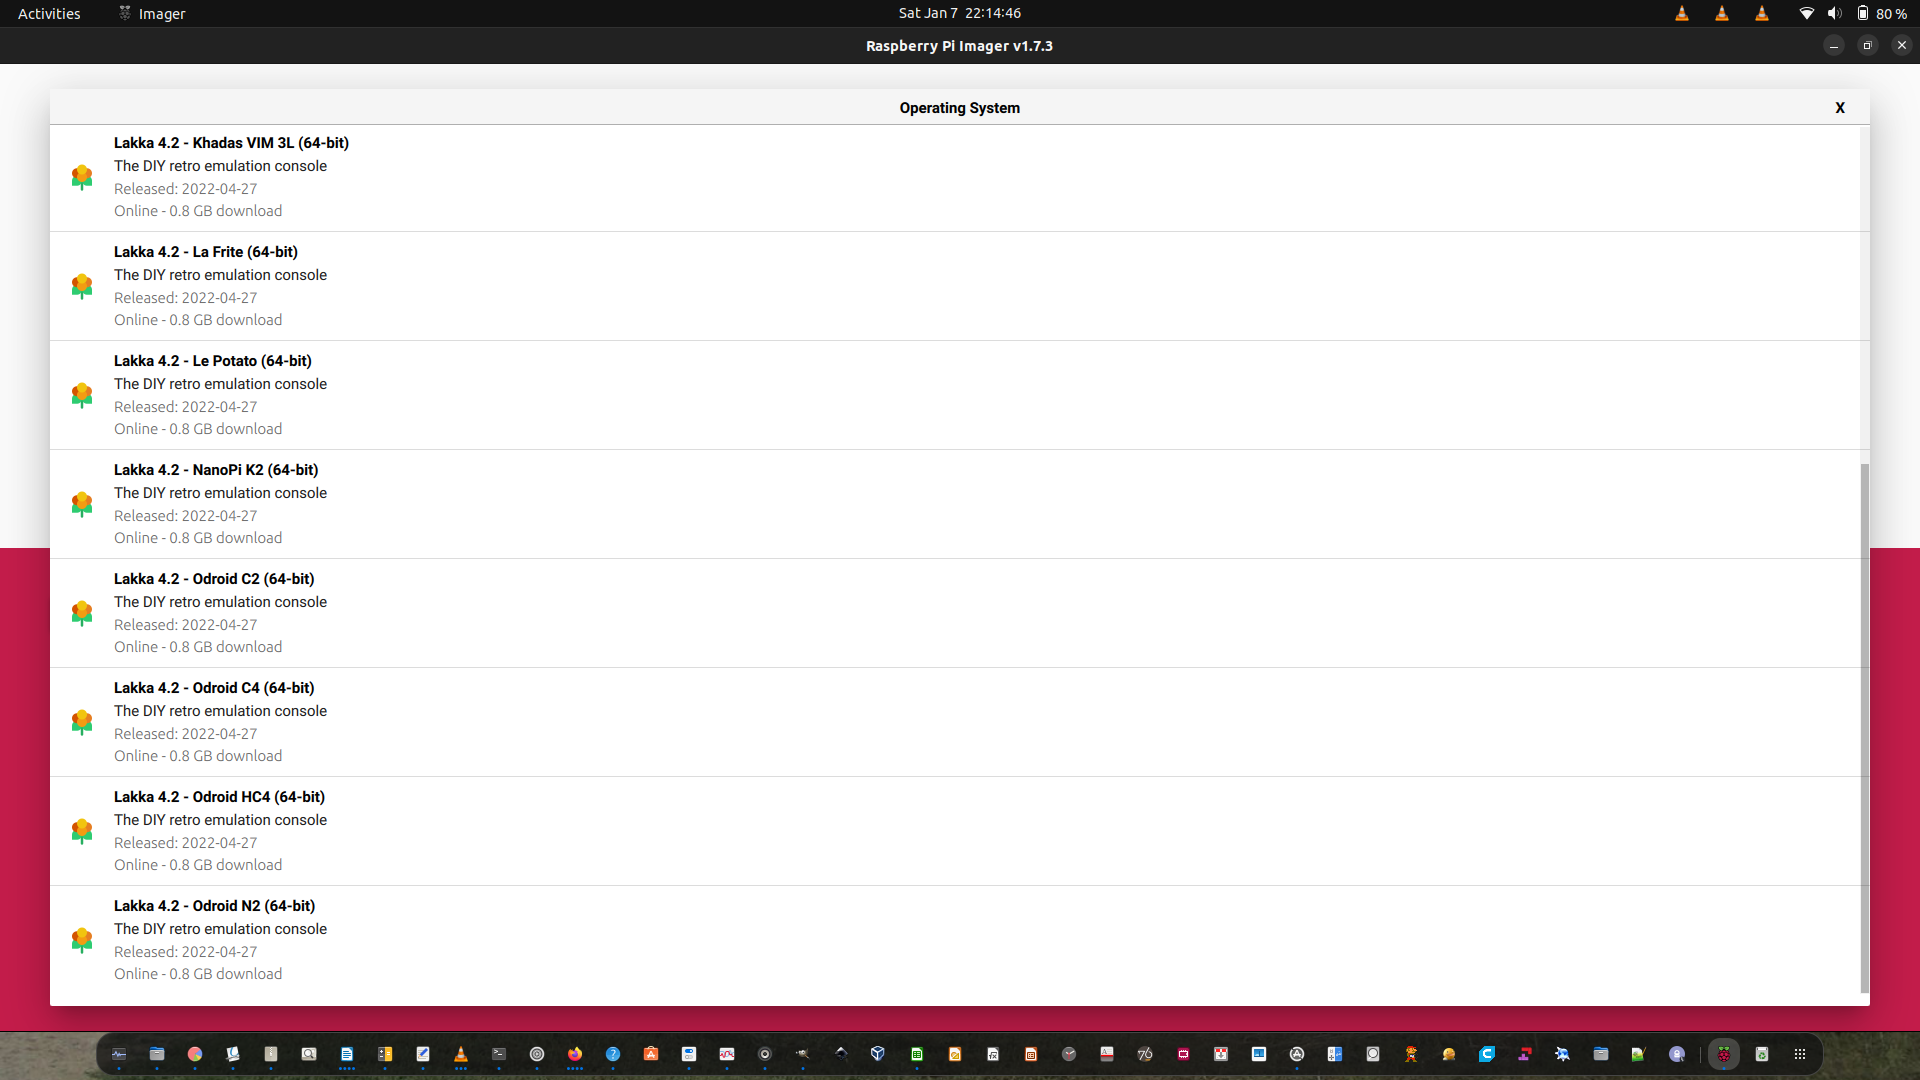 Activities Imager Sat Jan 7 22:14:46 80 %
Raspberry Pi Imager v1.7.3
Operating System X
Lakka 4.2 - Khadas VIM 3L (64-bit)
The DIY retro emulation console
Released: 2022-04-27
Online - 0.8 GB download
Lakka 4.2 - La Frite (64-bit)
The DIY retro emulation console
Released: 2022-04-27
Online - 0.8 GB download
Lakka 4.2 - Le Potato (64-bit)
The DIY retro emulation console
Released: 2022-04-27
Online - 0.8 GB download
Lakka 4.2 - NanoPi K2 (64-bit)
The DIY retro emulation console
Released: 2022-04-27
Online - 0.8 GB download
Lakka 4.2 - Odroid C2 (64-bit)
The DIY retro emulation console
Released: 2022-04-27
Online - 0.8 GB download
Lakka 4.2 - Odroid C4 (64-bit)
The DIY retro emulation console
Released: 2022-04-27
Online - 0.8 GB download
Lakka 4.2 - Odroid HC4 (64-bit)
The DIY retro emulation console
Released: 2022-04-27
Online - 0.8 GB download
Lakka 4.2 - Odroid N2 (64-bit)
The DIY retro emulation console
Released: 2022-04-27
Online - 0.8 GB download
76